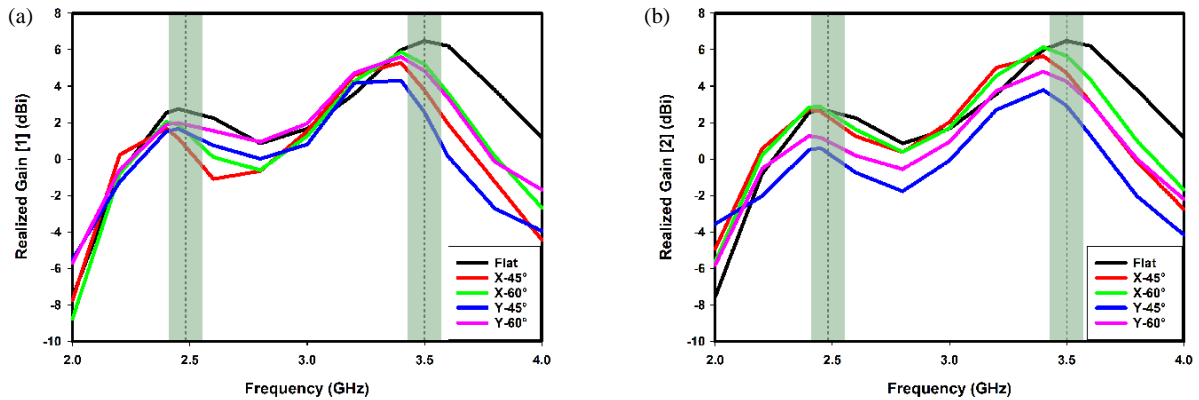 (a)
Realized Gain [1] (dBi)
8
6
4
2
0
-2
-4
-6
-8
-10
Flat
X-45°
X-60°
Y-45°
Y-60°
2.0 2.5 3.0 3.5 4.0
Frequency (GHz)
(b)
Realized Gain [2] (dBi)
8
6
4
2
0
-2
-4
-6
-8
-10
Flat
X-45°
X-60°
Y-45°
Y-60°
2.0 2.5 3.0 3.5 4.0
Frequency (GHz)